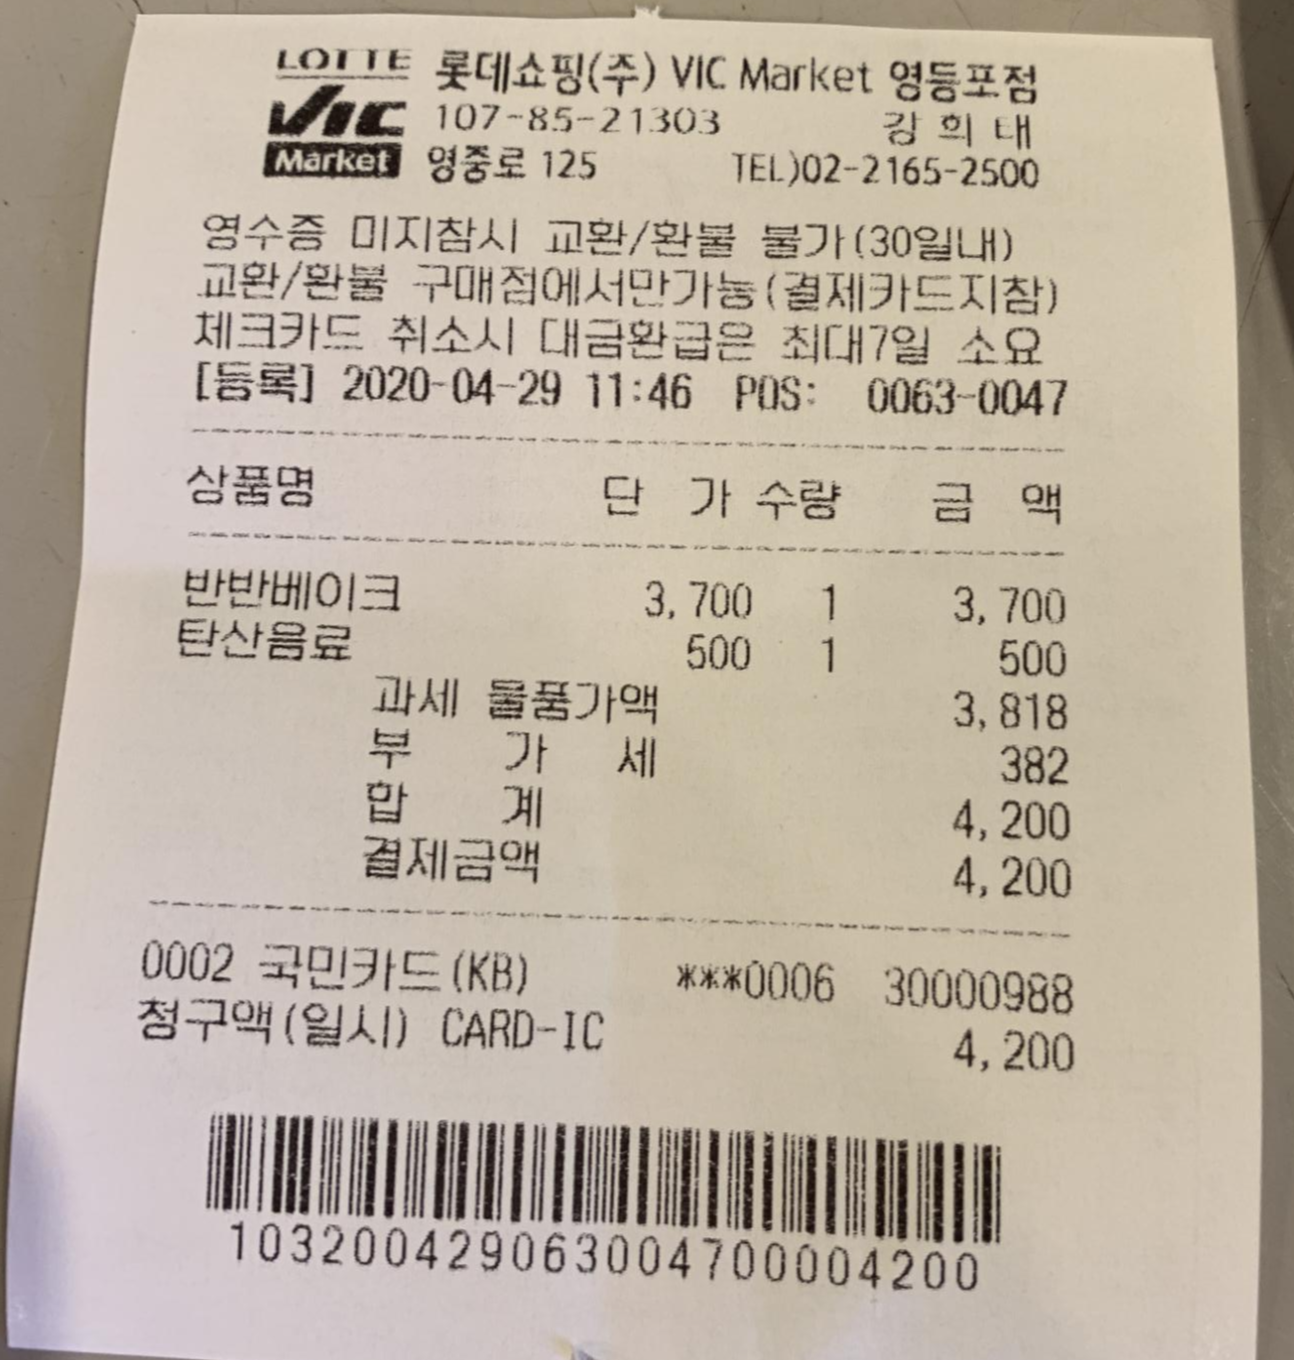 LOTTE 롯데쇼핑(주) VIC Market 영등포점
VIC 107-85-21303 강 희 태
Market 영중로 125 TEL)02-2165-2500
영수증 미지참시 교환/환불 불가(30일내)
교환/환불 구매점에서만가능(결제카드지참)
체크카드 취소시 대금환급은 최대7일 소요
[등록] 2020-04-29 11:46 POS: 0063-0047
상품명 단 가 수량 금 액
반반베이크 3,700 1 3,700
탄산음료 500 1 500
과세 물품가액 3,818
부 가 세 382
합 계 4,200
결제금액 4,200
0002 국민카드(KB) ***0006 30000988
청구액(일시) CARD-IC 4,200
103200429063004700004200